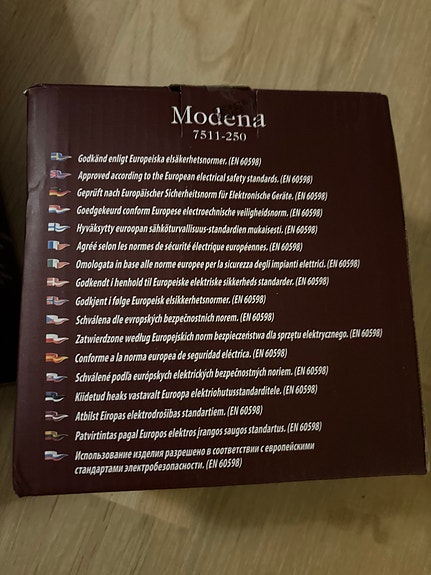 Modena
7511-250
Godkänd enligt Europeiska elsäkerhetsnormer. (EN 60598)
Approved according to the European electrical safety standards. (EN 60598)
Geprüft nach Europäischer Sicherheitsnorm für Elektronische Geräte. (EN 60598)
Goedgekeurd conform Europese electroechnische veiligheidsnorm. (EN 60598)
Hyväksytty euroopan sähköturvallisuus-standardien mukaisesti. (EN 60598)
Agréé selon les normes de sécurité électrique européennes. (EN 60598)
Omologata in base alle norme europee per la sicurezza degli impianti elettrici. (EN 60598)
Godkendt i henhold til Europeiske elektriske sikkerheds standarder. (EN 60598)
Godkjent i følge Europeisk elsikkerhetsnormer. (EN 60598)
Schválena dle evropských bezpečnostních norem. (EN 60598)
Zatwierdzone według Europejskich norm bezpieczeństwa dla sprzętu elektrycznego. (EN 60598)
Conforme a la norma europea de seguridad eléctrica. (EN 60598)
Schválené podľa európskych elektrických bezpečnostných noriem. (EN 60598)
Kiidetud heaks vastavalt Euroopa elektriohutusstandarditele. (EN 60598)
Atbilst Eiropas elektrodrošības standartiem. (EN 60598)
Patvirtintas pagal Europos elektros įrangos saugos standartus. (EN 60598)
Использование изделия разрешено в соответствии с европейскими
стандартами электробезопасности. (EN 60598)